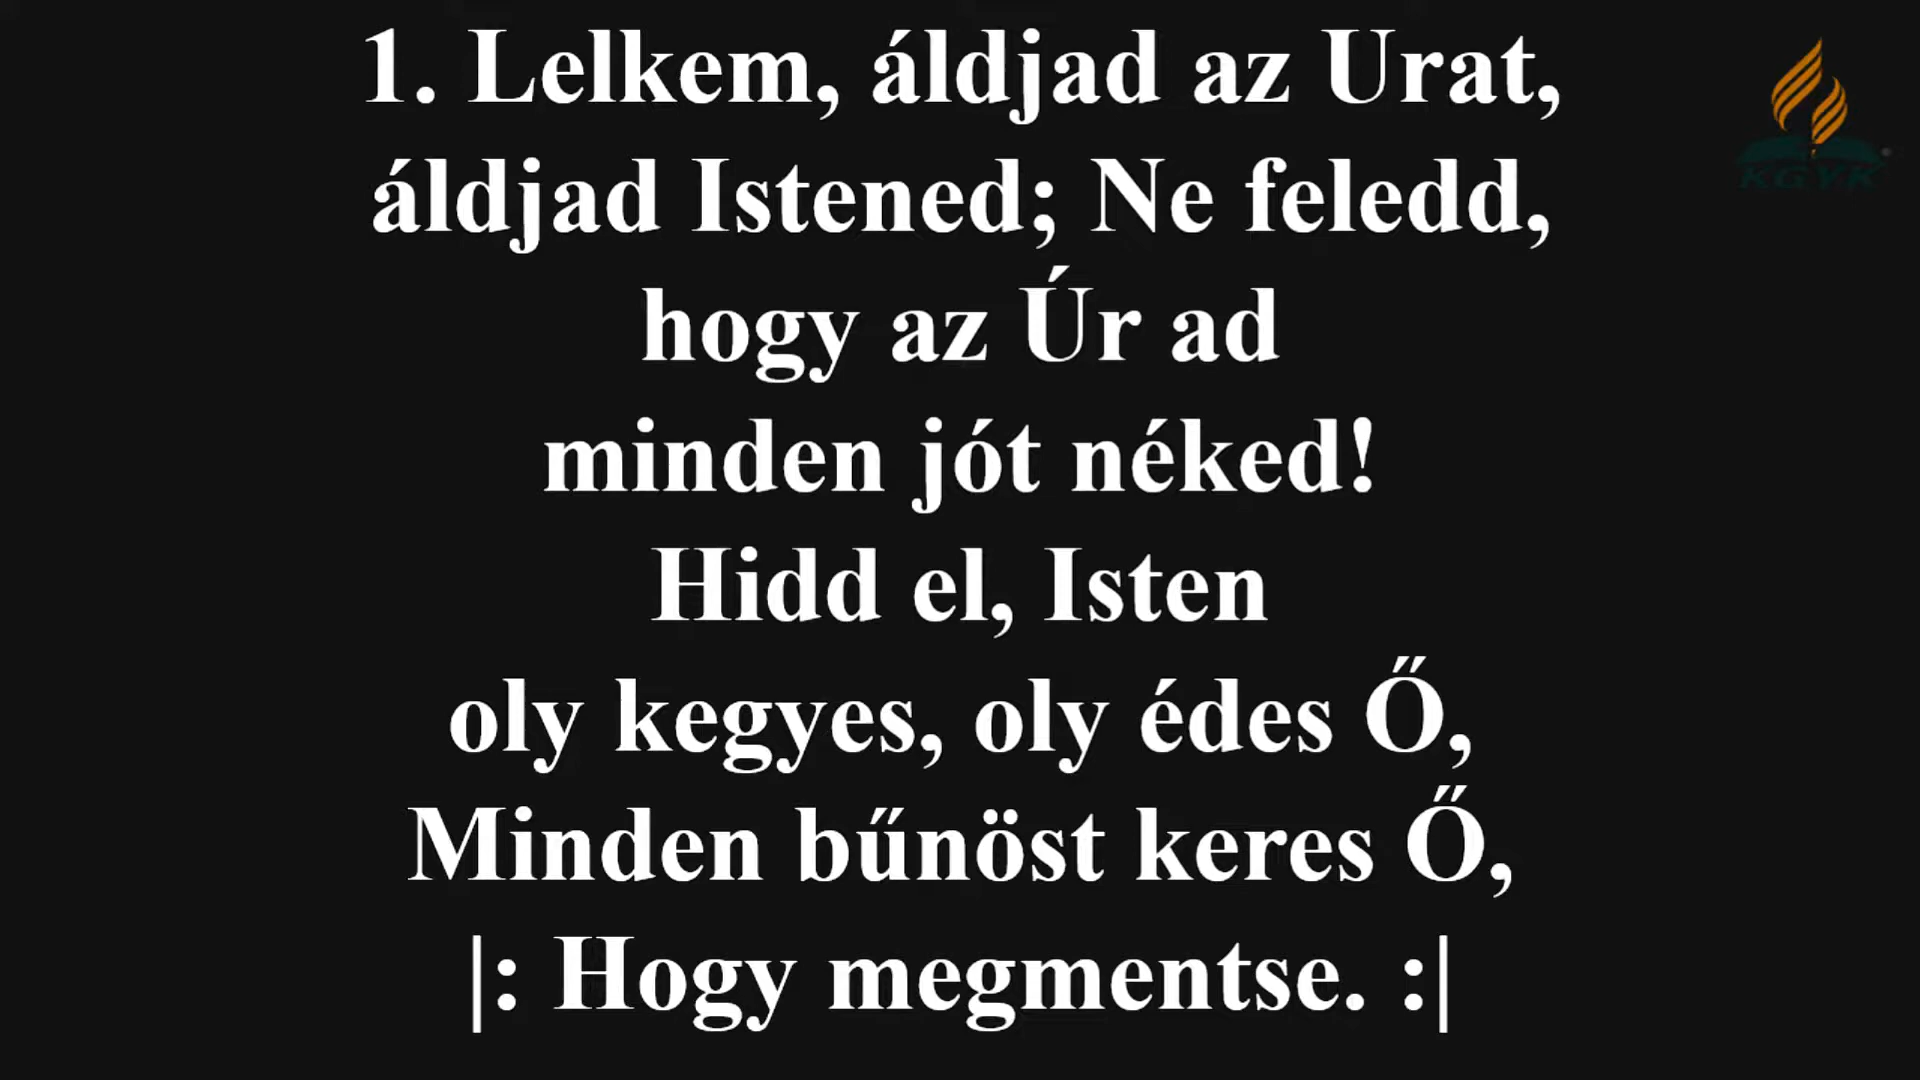 1. Lelkem, áldjad az Urat,
áldjad Istened; Ne feledd,
hogy az Úr ad
minden jót néked!
Hidd el, Isten
oly kegyes, oly édes Ő,
Minden bűnöst keres Ő,
|: Hogy megmentse. :|
KGYK